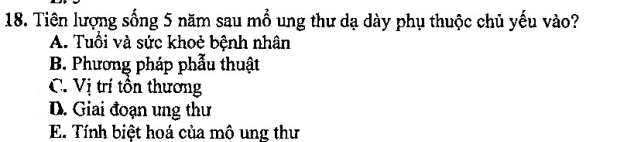 18. Tiên lượng sống 5 năm sau mổ ung thư dạ dày phụ thuộc chủ yếu vào?
A. Tuổi và sức khoẻ bệnh nhân
B. Phương pháp phẫu thuật
C. Vị trí tổn thương
D. Giai đoạn ung thư
E. Tính biệt hoá của mô ung thư